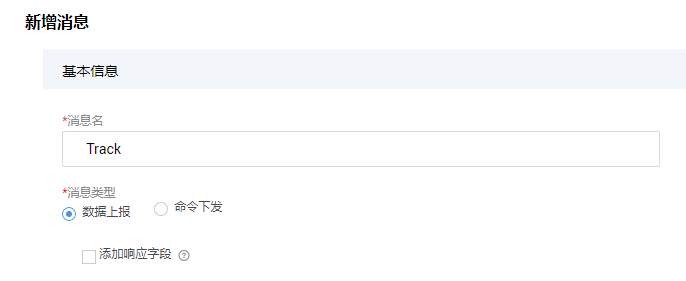 新增消息
基本信息
*消息名
Track
*消息类型
数据上报 命令下发
添加响应字段 ?